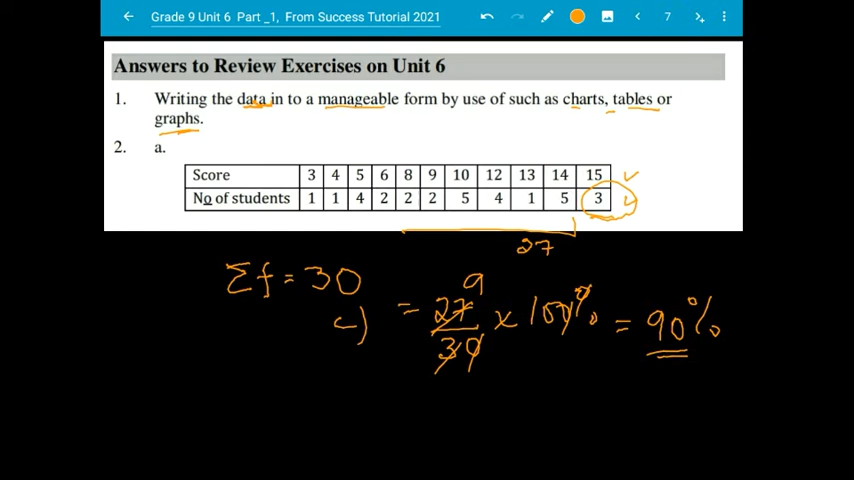 Grade 9 Unit 6 Part _1, From Success Tutorial 2021
7
Answers to Review Exercises on Unit 6
1. Writing the data in to a manageable form by use of such as charts, tables or
graphs.
2. a.
Score 3 4 5 6 8 9 10 12 13 14 15
No of students 1 1 4 2 2 2 5 4 1 5 3
27
Σf = 30
9
c) = 27/30 x 100% = 90%